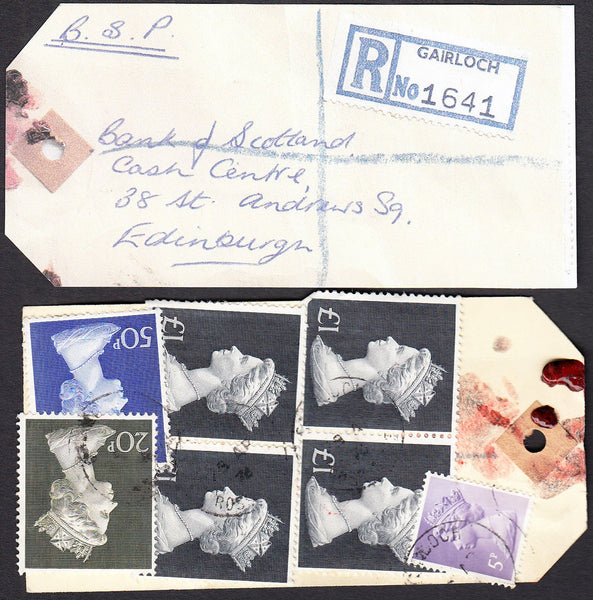 B.S.P.
R GAIRLOCH
No 1641
Bank of Scotland
Cash Centre,
38 St. Andrews Sq.
Edinburgh
50P
£1
£1
20P
£1
£1
5P
ROS
LOCH